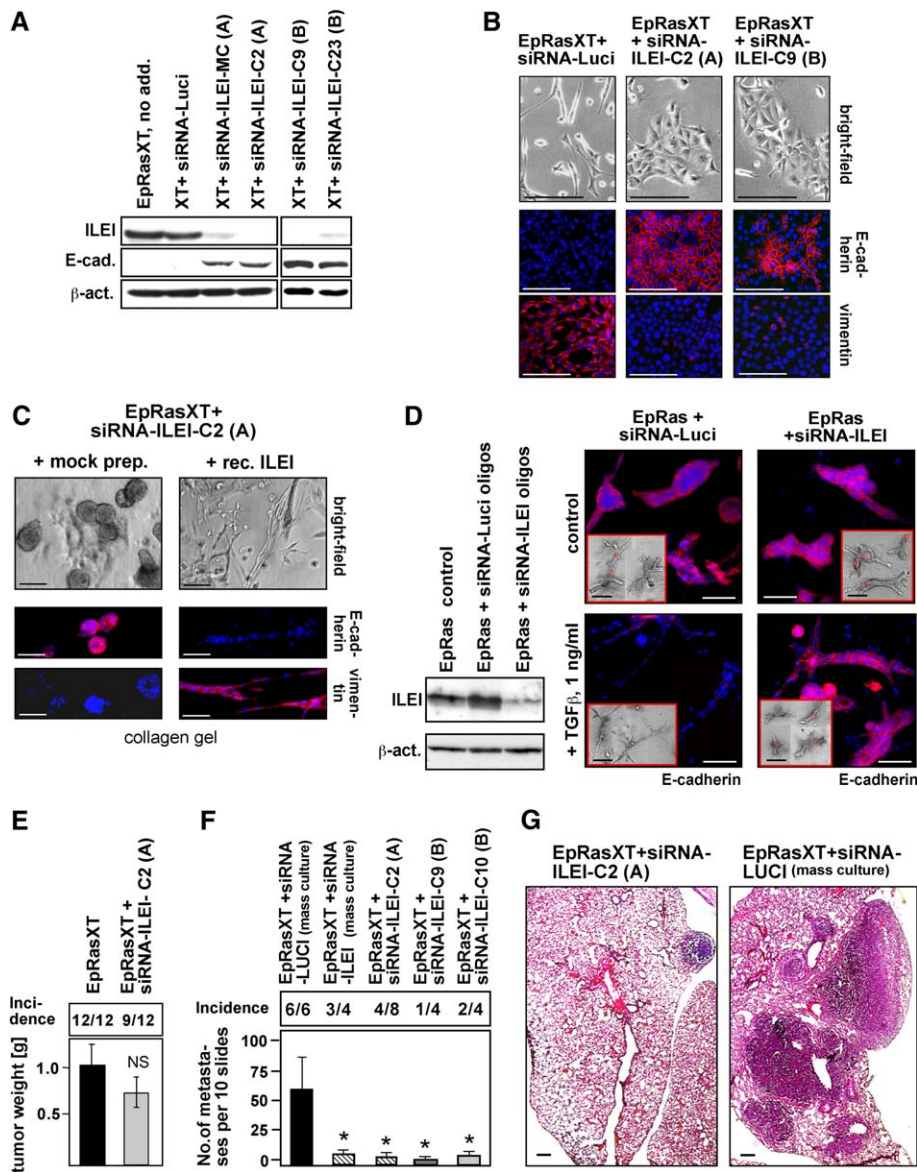 A
EpRasXT, no add.
XT+ siRNA-Luci
XT+ siRNA-ILEI-MC (A)
XT+ siRNA-ILEI-C2 (A)
XT+ siRNA-ILEI-C9 (B)
XT+ siRNA-ILEI-C23 (B)
ILEI
E-cad.
β-act.
B
EpRasXT+
siRNA-Luci
EpRasXT
+ siRNA-
ILEI-C2 (A)
EpRasXT
+ siRNA-
ILEI-C9 (B)
bright-field
E-cad-
herin
vimentin
C
EpRasXT+
siRNA-ILEI-C2 (A)
+ mock prep.
+ rec. ILEI
bright-field
E-cad-
herin
vimen-
tin
collagen gel
D
EpRas control
EpRas + siRNA-Luci oligos
EpRas + siRNA-ILEI oligos
ILEI
β-act.
EpRas +
siRNA-Luci
EpRas
+siRNA-ILEI
control
+ TGFβ, 1 ng/ml
E-cadherin
E-cadherin
E
EpRasXT
EpRasXT +
siRNA-ILEI- C2 (A)
Inci-
dence
12/12
9/12
tumor weight [g]
1.0
0.5
NS
F
EpRasXT +siRNA
-LUCI (mass culture)
EpRasXT +siRNA
-ILEI (mass culture)
EpRasXT +
siRNA-ILEI-C2 (A)
EpRasXT +
siRNA-ILEI-C9 (B)
EpRasXT +
siRNA-ILEI-C10 (B)
Incidence
6/6
3/4
4/8
1/4
2/4
No.of metasta-
ses per 10 slides
100
75
50
25
0
*
*
*
*
G
EpRasXT+siRNA-
ILEI-C2 (A)
EpRasXT+siRNA-
LUCI (mass culture)